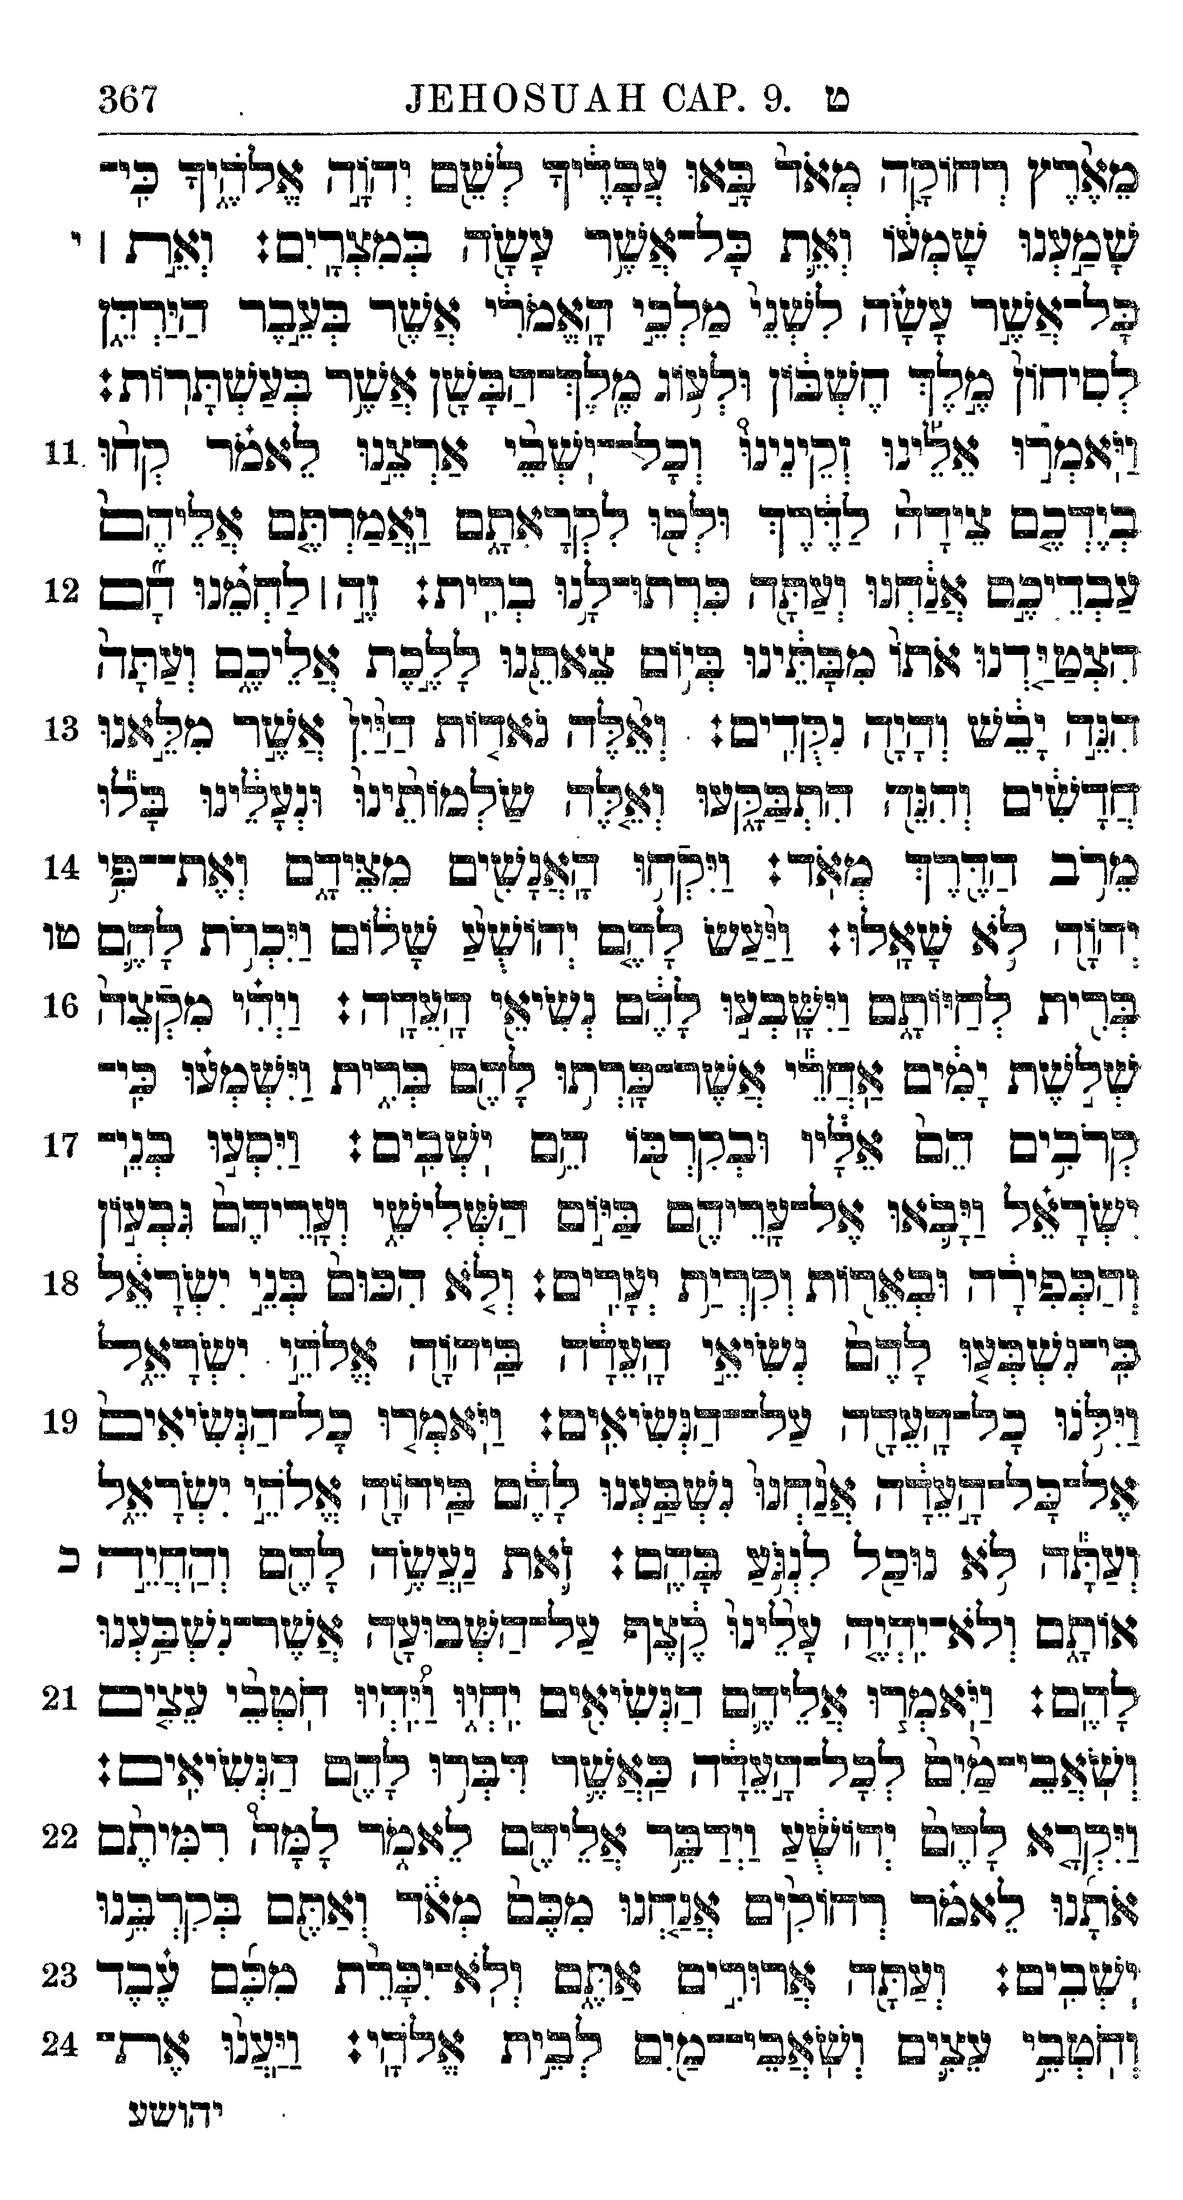 367 JEHOSUAH CAP. 9. ט
מֵאֶ֨רֶץ רְחוֹקָ֤ה מְאֹד֙ בָּ֣אוּ עֲבָדֶ֔יךָ לְשֵׁ֖ם יְהוָ֣ה אֱלֹהֶ֑יךָ כִּֽי־
שָׁמַ֣עְנוּ שָׁמְע֔וֹ וְאֵ֛ת כָּל־אֲשֶׁ֥ר עָשָׂ֖ה בְּמִצְרָֽיִם׃ וְאֵ֣ת ׀ י
כָּל־אֲשֶׁ֣ר עָשָׂ֗ה לִשְׁנֵי֙ מַלְכֵ֣י הָֽאֱמֹרִ֔י אֲשֶׁ֖ר בְּעֵ֣בֶר הַיַּרְדֵּ֑ן
לְסִיחוֹן֙ מֶ֣לֶךְ חֶשְׁבּ֔וֹן וּלְע֥וֹג מֶֽלֶךְ־הַבָּשָׁ֖ן אֲשֶׁ֥ר בְּעַשְׁתָּרֽוֹת׃
11 וַיֹּֽאמְר֣וּ אֵלֵ֡ינוּ זְֽקֵינֵינוּ֩ וְכָל־יֹֽשְׁבֵ֨י אַרְצֵ֜נוּ לֵאמֹ֗ר קְח֨וּ
בְיֶדְכֶ֤ם צֵידָה֙ לַדֶּ֔רֶךְ וּלְכ֖וּ לִקְרָאתָ֑ם וַאֲמַרְתֶּ֤ם אֲלֵיהֶם֙
12 עַבְדֵיכֶ֣ם אֲנַ֔חְנוּ וְעַתָּ֖ה כִּרְתוּ־לָ֥נוּ בְרִֽית׃ זֶ֣ה ׀ לַחְמֵ֗נוּ חָ֞ם
הִצְטַיַּ֤דְנוּ אֹתוֹ֙ מִבָּ֣תֵּ֔ינוּ בְּי֥וֹם צֵאתֵ֖נוּ לָלֶ֣כֶת אֲלֵיכֶ֑ם וְעַתָּה֙
13 הִנֵּ֣ה יָבֵ֔שׁ וְהָיָ֖ה נִקֻּדִֽים׃ וְאֵ֨לֶּה נֹאד֤וֹת הַיַּ֙יִן֙ אֲשֶׁ֣ר מִלֵּ֣אנוּ
חֲדָשִׁ֔ים וְהִנֵּ֖ה הִתְבַּקָּ֑עוּ וְאֵ֤לֶּה שַׂלְמוֹתֵ֙ינוּ֙ וּנְעָלֵ֔ינוּ בָּל֕וּ
14 מֵרֹ֥ב הַדֶּ֖רֶךְ מְאֹֽד׃ וַיִּקְח֥וּ הָֽאֲנָשִׁ֖ים מִצֵּידָ֑ם וְאֶת־פִּ֥י
יְהוָ֖ה לֹ֥א שָׁאָֽלוּ׃ וַיַּ֨עַשׂ לָהֶ֤ם יְהוֹשֻׁ֙עַ֙ שָׁל֔וֹם וַיִּכְרֹ֥ת לָהֶ֛ם טו
16 בְּרִ֖ית לְחַיּוֹתָ֑ם וַיִּשָּׁבְע֣וּ לָהֶ֔ם נְשִׂיאֵ֖י הָעֵדָֽה׃ וַיְהִ֗י מִקְצֵה֙
שְׁלֹ֣שֶׁת יָמִ֔ים אַחֲרֵ֕י אֲשֶׁר־כָּרְת֥וּ לָהֶ֖ם בְּרִ֑ית וַיִּשְׁמְע֗וּ כִּֽי־
17 קְרֹבִ֥ים הֵם֙ אֵלָ֔יו וּבְקִרְבּ֖וֹ הֵ֥ם יֹשְׁבִֽים׃ וַיִּסְע֣וּ בְנֵֽי־
יִשְׂרָאֵ֗ל וַיָּבֹ֛אוּ אֶל־עָרֵיהֶ֖ם בַּיּ֣וֹם הַשְּׁלִישִׁ֑י וְעָרֵיהֶם֙ גִּבְע֣וֹן
18 וְהַכְּפִירָ֔ה וּבְאֵר֖וֹת וְקִרְיַ֥ת יְעָרִֽים׃ וְלֹ֤א הִכּוּם֙ בְּנֵ֣י יִשְׂרָאֵ֔ל
כִּֽי־נִשְׁבְּע֤וּ לָהֶם֙ נְשִׂיאֵ֣י הָֽעֵדָ֔ה בַּֽיהוָ֖ה אֱלֹהֵ֣י יִשְׂרָאֵ֑ל
19 וַיִּלֹּ֥נוּ כָל־הָעֵדָ֖ה עַל־הַנְּשִׂיאִֽים׃ וַיֹּאמְר֤וּ כָל־הַנְּשִׂיאִים֙
אֶל־כָּל־הָ֣עֵדָ֔ה אֲנַ֙חְנוּ֙ נִשְׁבַּ֣עְנוּ לָהֶ֔ם בַּֽיהוָ֖ה אֱלֹהֵ֣י יִשְׂרָאֵ֑ל
וְעַתָּ֕ה לֹ֥א נוּכַ֖ל לִנְגֹּ֥עַ בָּהֶֽם׃ זֹ֛את נַעֲשֶׂ֥ה לָהֶ֖ם וְהַחֲיֵ֣ה כ
אוֹתָ֑ם וְלֹֽא־יִֽהְיֶ֤ה עָלֵ֙ינוּ֙ קֶ֔צֶף עַל־הַשְּׁבוּעָ֖ה אֲשֶׁר־נִשְׁבַּ֥עְנוּ
21 לָהֶֽם׃ וַיֹּאמְר֧וּ אֲלֵיהֶ֛ם הַנְּשִׂיאִ֖ים יִֽחְי֑וּ וַ֠יִּֽהְיוּ חֹטְבֵ֨י עֵצִ֤ים
וְשֹֽׁאֲבֵי־מַ֙יִם֙ לְכָל־הָ֣עֵדָ֔ה כַּאֲשֶׁ֥ר דִּבְּר֥וּ לָהֶ֖ם הַנְּשִׂיאִֽים׃
22 וַיִּקְרָ֤א לָהֶם֙ יְהוֹשֻׁ֔עַ וַיְדַבֵּ֥ר אֲלֵיהֶ֖ם לֵאמֹ֑ר לָמָּה֩ רִמִּיתֶ֨ם
אֹתָ֜נוּ לֵאמֹ֗ר רְחוֹקִ֨ים אֲנַ֤חְנוּ מִכֶּם֙ מְאֹ֔ד וְאַתֶּ֖ם בְּקִרְבֵּ֥נוּ
23 יֹשְׁבִֽים׃ וְעַתָּ֖ה אֲרוּרִ֣ים אַתֶּ֑ם וְלֹֽא־יִכָּרֵ֨ת מִכֶּ֜ם עֶ֗בֶד
24 וְחֹטְבֵ֥י עֵצִ֛ים וְשֹֽׁאֲבֵי־מַ֖יִם לְבֵ֥ית אֱלֹהָֽי׃ וַיַּעֲנ֨וּ אֶת־
יהושע